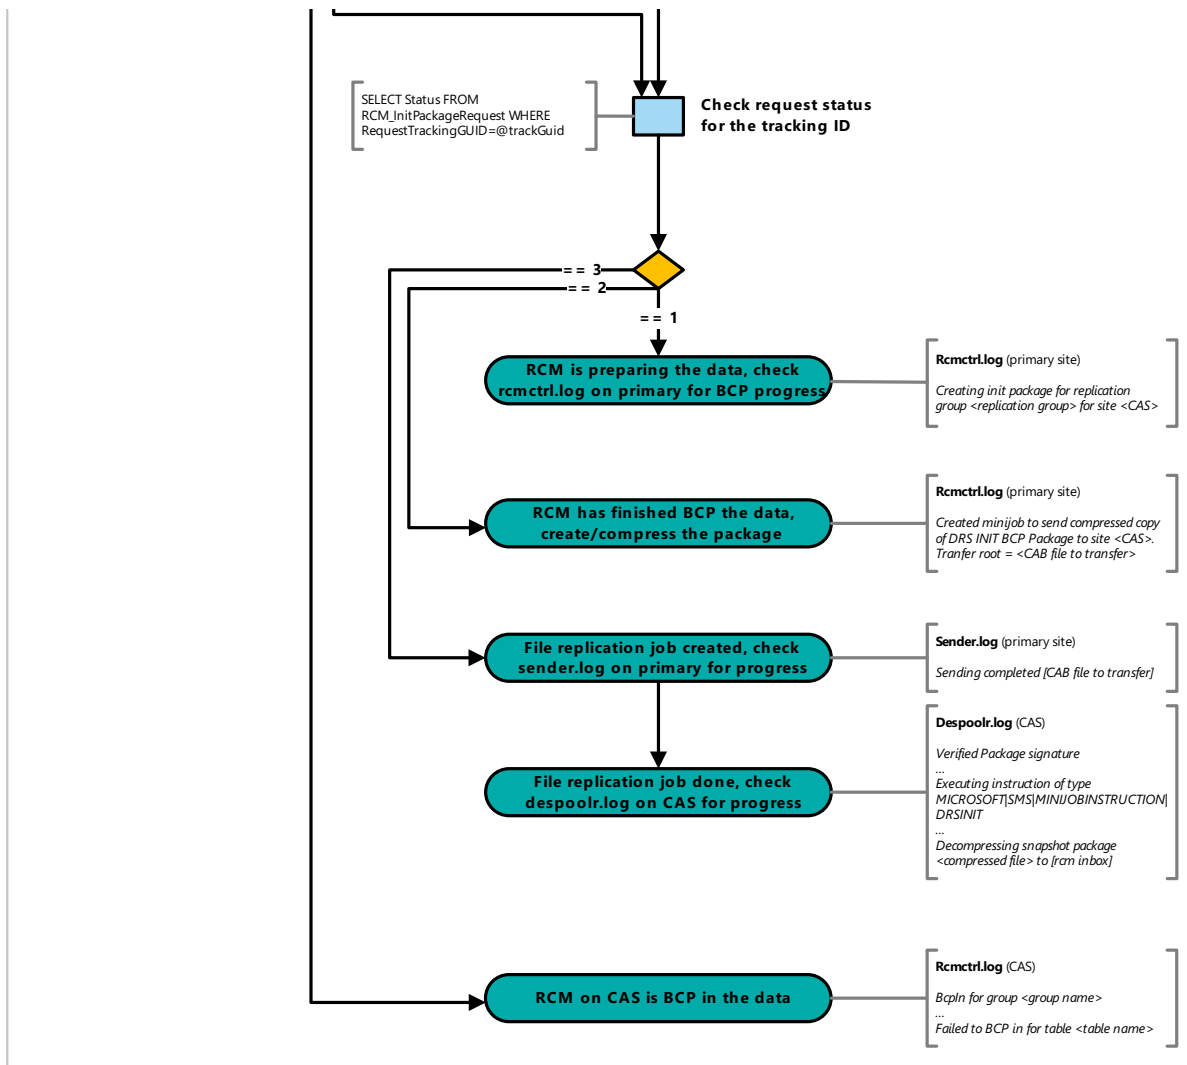 SELECT Status FROM
RCM_InitPackageRequest WHERE
RequestTrackingGUID=@trackGuid
Check request status
for the tracking ID
== 3
== 2
== 1
RCM is preparing the data, check
rcmctrl.log on primary for BCP progress
Rcmctrl.log (primary site)
Creating init package for replication
group <replication group> for site <CAS>
RCM has finished BCP the data,
create/compress the package
Rcmctrl.log (primary site)
Created minijob to send compressed copy
of DRS INIT BCP Package to site <CAS>.
Tranfer root = <CAB file to transfer>
File replication job created, check
sender.log on primary for progress
Sender.log (primary site)
Sending completed [CAB file to transfer]
File replication job done, check
despoolr.log on CAS for progress
Despoolr.log (CAS)
Verified Package signature
...
Executing instruction of type
MICROSOFT|SMS|MINIJOBINSTRUCTION|
DRSINIT
...
Decompressing snapshot package
<compressed file> to [rcm inbox]
RCM on CAS is BCP in the data
Rcmctrl.log (CAS)
BcpIn for group <group name>
...
Failed to BCP in for table <table name>